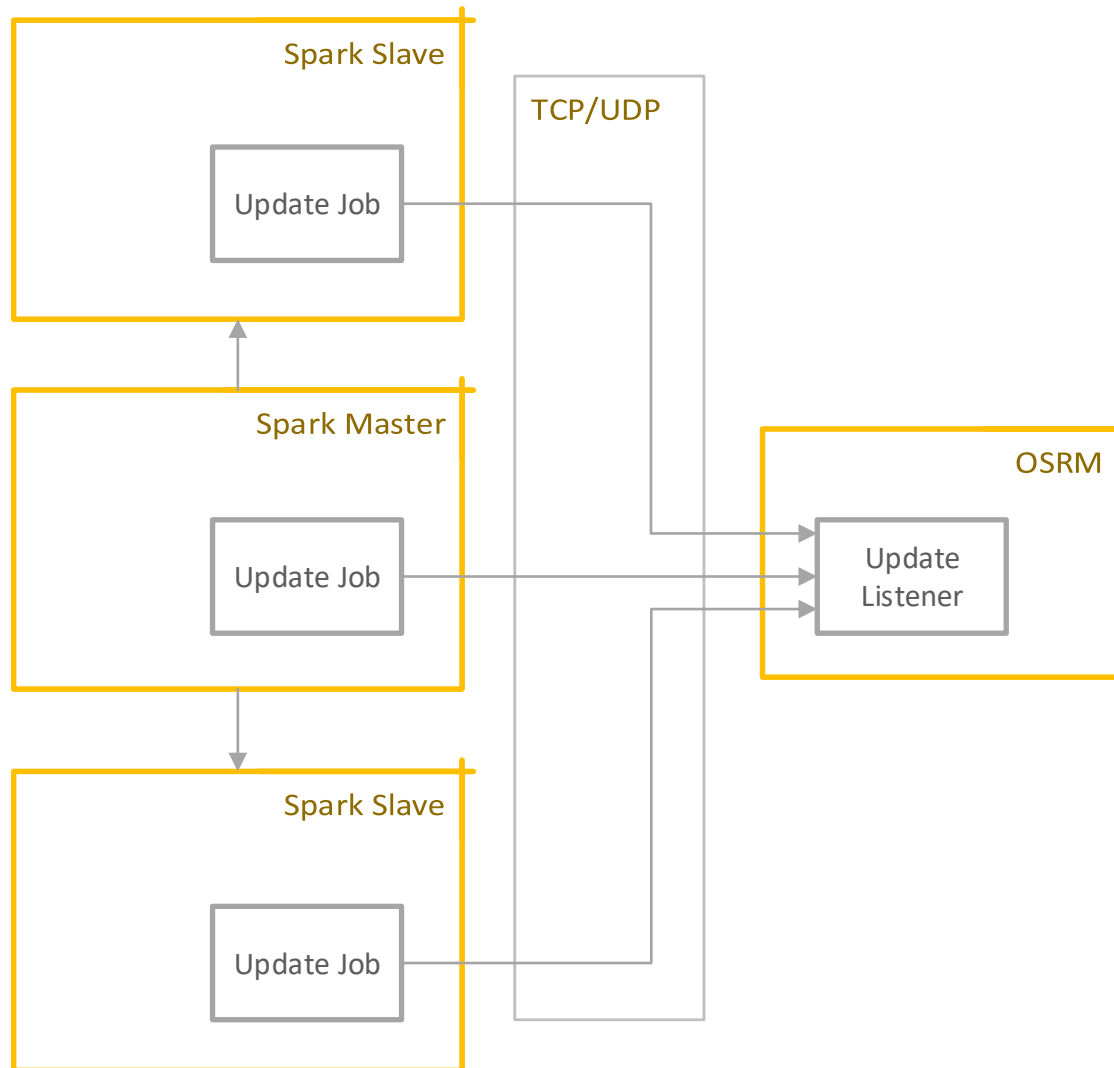 Spark Slave
Update Job
TCP/UDP
Spark Master
Update Job
OSRM
Update
Listener
Spark Slave
Update Job